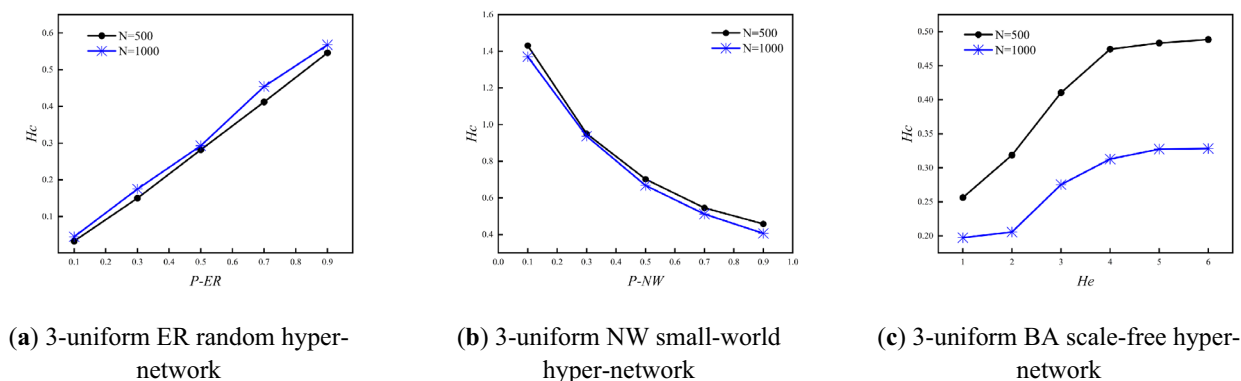 0.6
0.5
0.4
0.3
0.2
0.1
Hc
N=500
N=1000
0.1 0.2 0.3 0.4 0.5 0.6 0.7 0.8 0.9
P-ER
1.6
1.4
1.2
1.0
0.8
0.6
0.4
Hc
N=500
N=1000
0.0 0.1 0.2 0.3 0.4 0.5 0.6 0.7 0.8 0.9 1.0
P-NW
0.50
0.45
0.40
0.35
0.30
0.25
0.20
Hc
N=500
N=1000
1 2 3 4 5 6
He
(a) 3-uniform ER random hyper-
network
(b) 3-uniform NW small-world
hyper-network
(c) 3-uniform BA scale-free hyper-
network